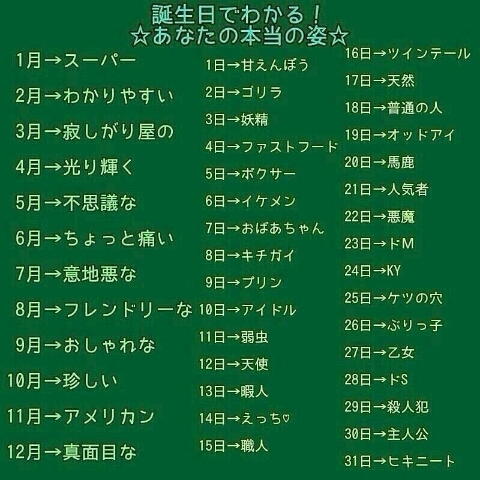 誕生日でわかる！
☆あなたの本当の姿☆
1月→スーパー
2月→わかりやすい
3月→寂しがり屋の
4月→光り輝く
5月→不思議な
6月→ちょっと痛い
7月→意地悪な
8月→フレンドリーな
9月→おしゃれな
10月→珍しい
11月→アメリカン
12月→真面目な
1日→甘えんぼう
2日→ゴリラ
3日→妖精
4日→ファストフード
5日→ボクサー
6日→イケメン
7日→おばあちゃん
8日→キチガイ
9日→プリン
10日→アイドル
11日→弱虫
12日→天使
13日→暇人
14日→えっち♡
15日→職人
16日→ツインテール
17日→天然
18日→普通の人
19日→オッドアイ
20日→馬鹿
21日→人気者
22日→悪魔
23日→ドM
24日→KY
25日→ケツの穴
26日→ぶりっ子
27日→乙女
28日→ドS
29日→殺人犯
30日→主人公
31日→ヒキニート